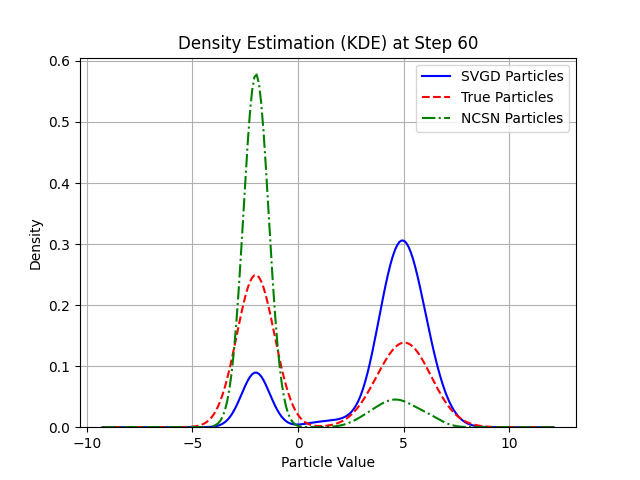 Density Estimation (KDE) at Step 60
SVGD Particles
True Particles
NCSN Particles
0.6
0.5
0.4
0.3
0.2
0.1
0.0
Density
−10
−5
0
5
10
Particle Value